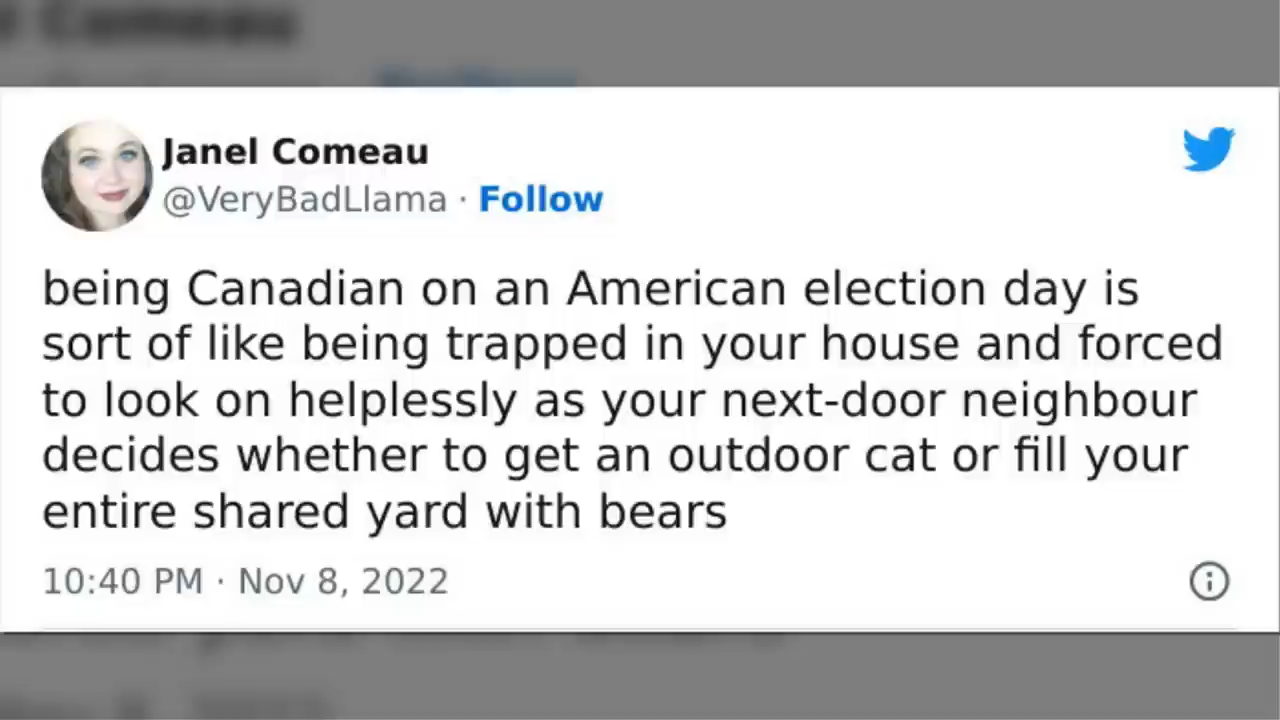 Janel Comeau
@VeryBadLlama · Follow
being Canadian on an American election day is
sort of like being trapped in your house and forced
to look on helplessly as your next-door neighbour
decides whether to get an outdoor cat or fill your
entire shared yard with bears
10:40 PM · Nov 8, 2022